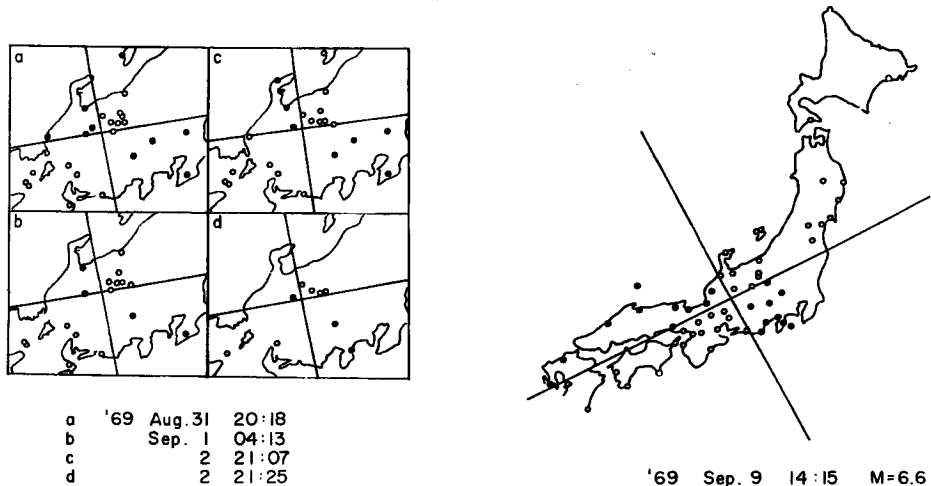 a
c
b
d
a '69 Aug. 31 20:18
b Sep. 1 04:13
c 2 21:07
d 2 21:25
'69 Sep. 9 14:15 M=6.6